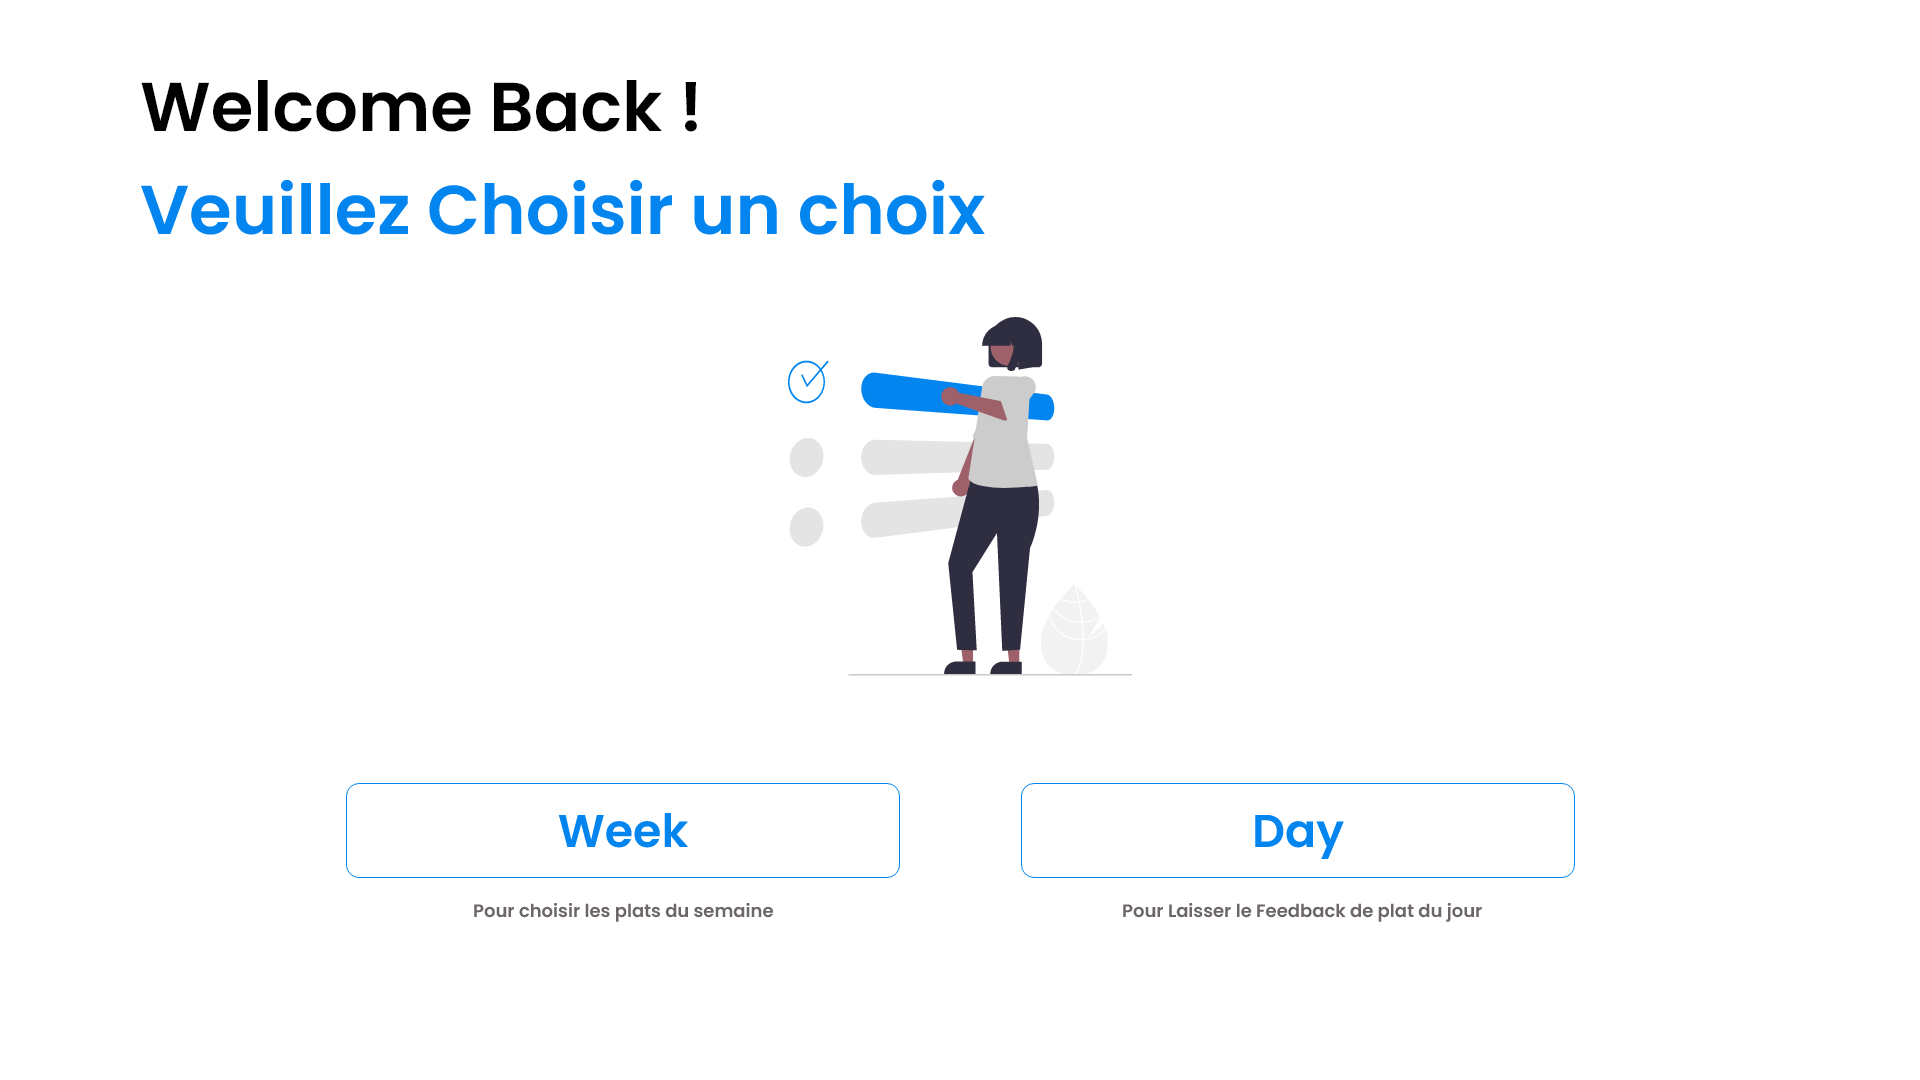 Welcome Back !
Veuillez Choisir un choix
Week
Day
Pour choisir les plats du semaine
Pour Laisser le Feedback de plat du jour